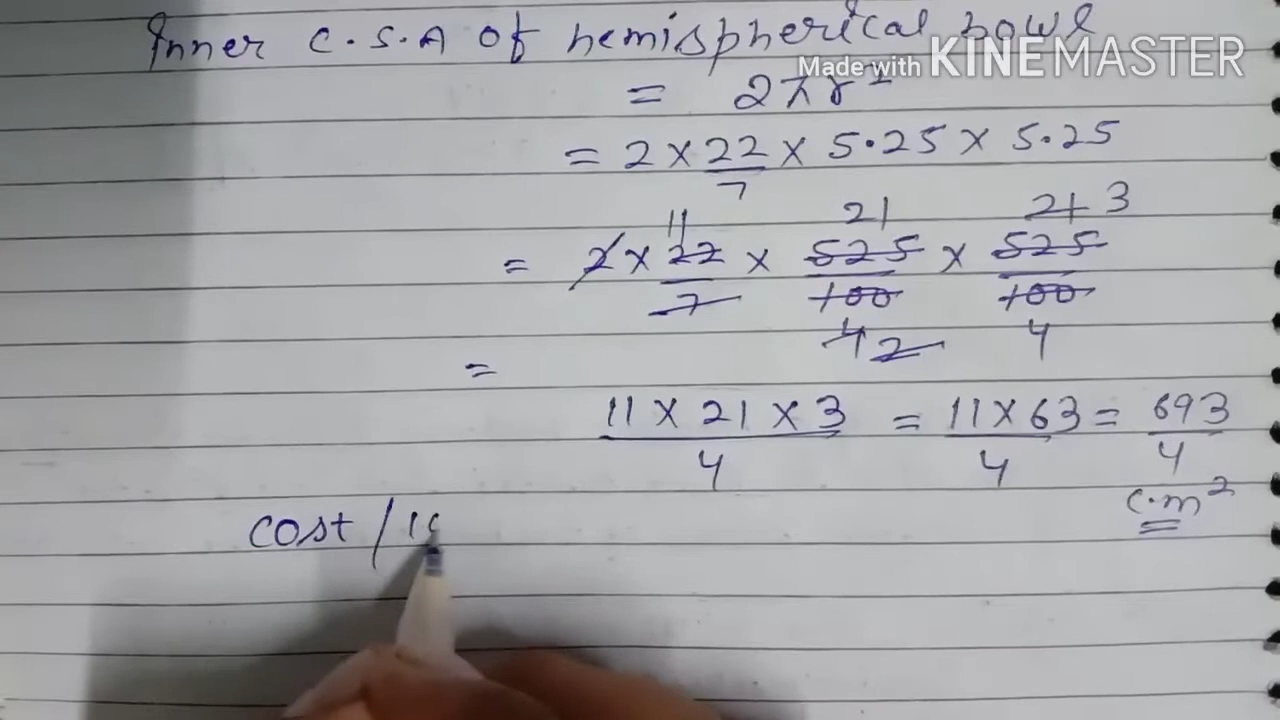 Inner C.S.A of hemispherical bowl
Made with KINEMASTER
= 2πr²
= 2 × 22/7 × 5.25 × 5.25
11 21 21 3
= 2 × 22/7 × 525/100 × 525/100
4 2 4
=
11 × 21 × 3 / 4 = 11 × 63 / 4 = 693 / 4
c.m²
cost /